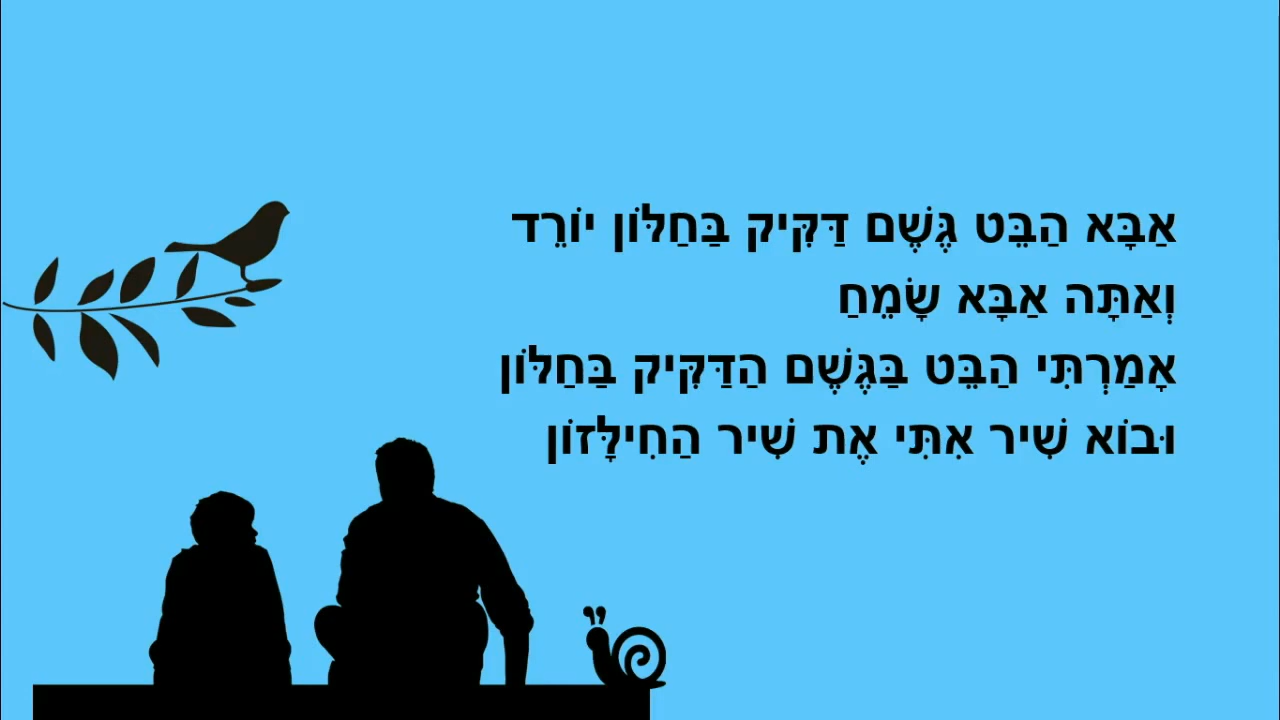 אַבָּא הַבֵּט גֶּשֶׁם דַּקִּיק בַּחַלּוֹן יוֹרֵד
וְאַתָּה אַבָּא שָׂמֵחַ
אָמַרְתִּי הַבֵּט בַּגֶּשֶׁם הַדַּקִּיק בַּחַלּוֹן
וּבוֹא שִׁיר אִתִּי אֶת שִׁיר הַחִילָּזוֹן